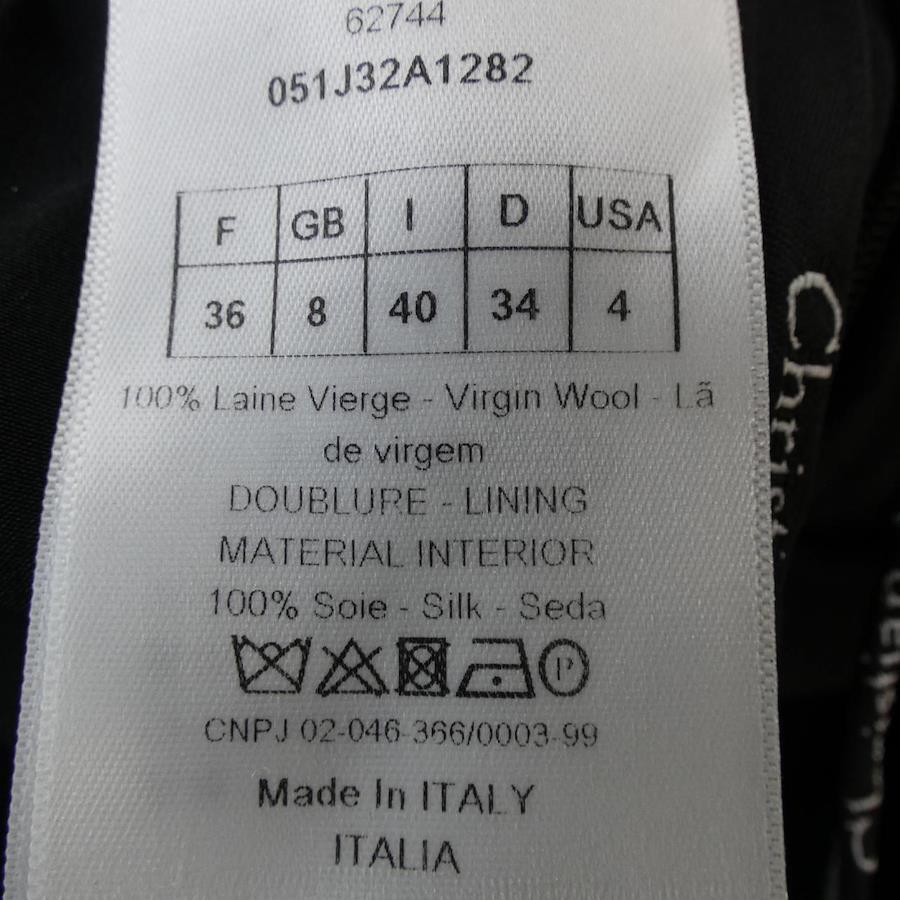 62744
051J32A1282
F GB I D USA
36 8 40 34 4
100% Laine Vierge - Virgin Wool - Lã
de virgem
DOUBLURE - LINING
MATERIAL INTERIOR
100% Soie - Silk - Seda
P
CNPJ 02-046-366/0003-99
Made In ITALY
ITALIA
Christi